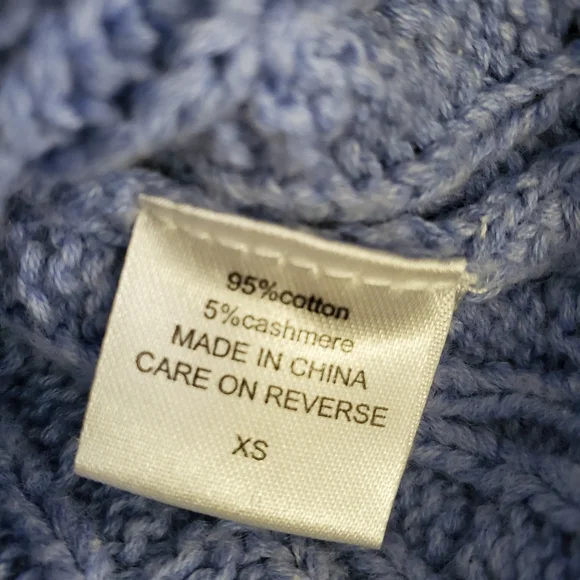 95%cotton
5%cashmere
MADE IN CHINA
CARE ON REVERSE
XS